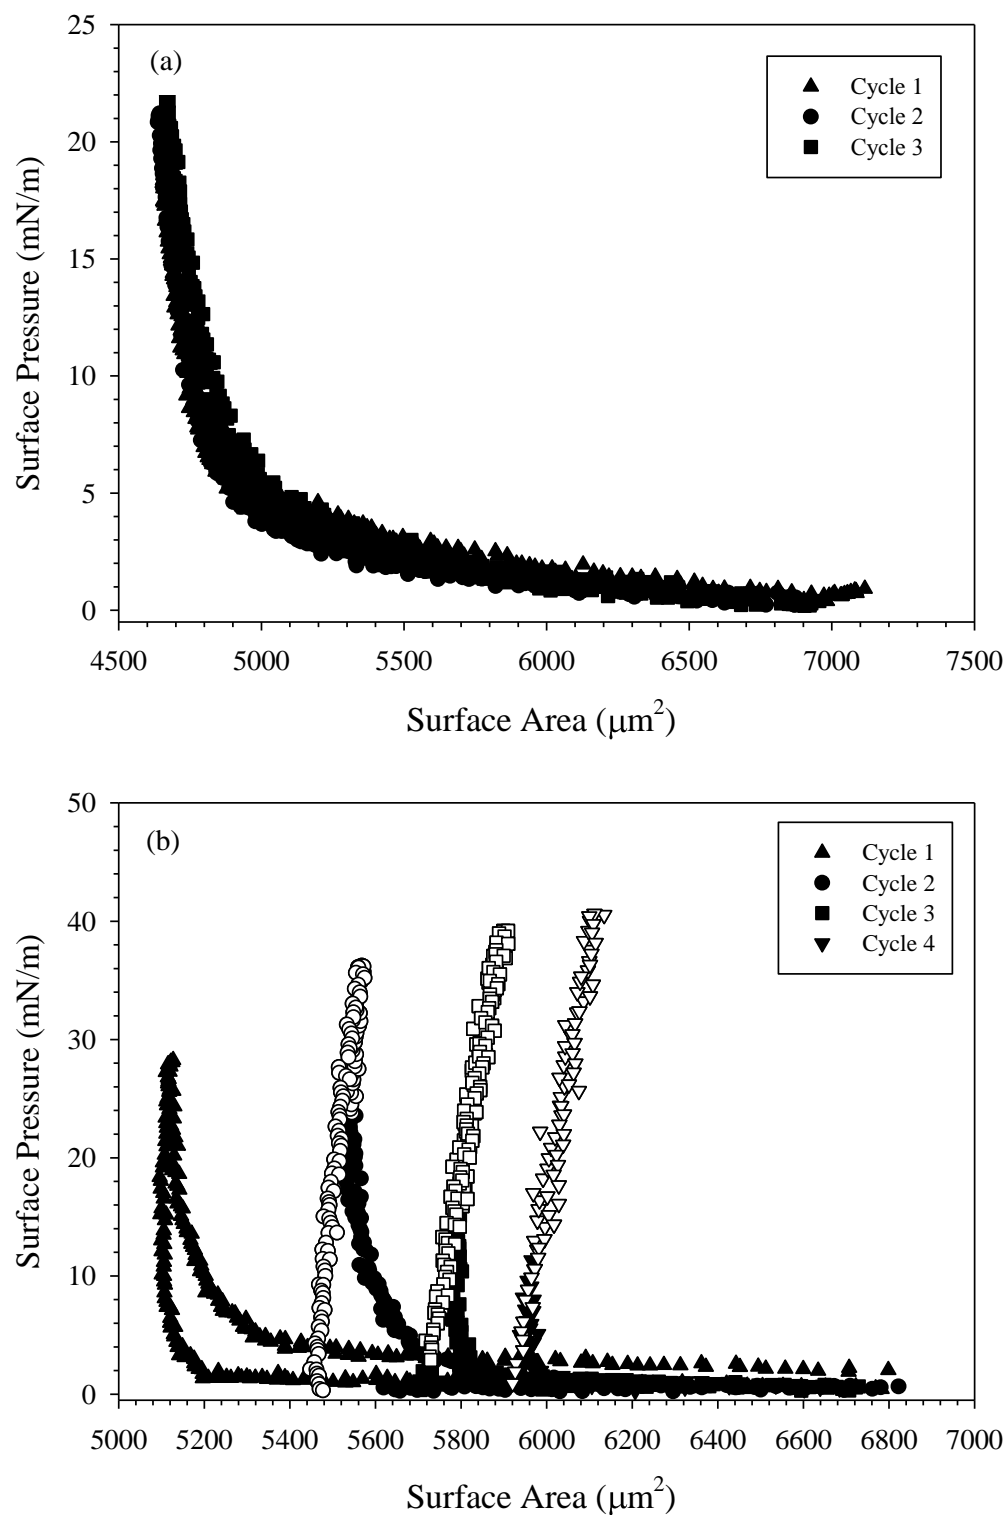 25
20
15
10
5
0
Surface Pressure (mN/m)
(a)
Cycle 1
Cycle 2
Cycle 3
4500 5000 5500 6000 6500 7000 7500
Surface Area (μm²)
50
40
30
20
10
0
Surface Pressure (mN/m)
(b)
Cycle 1
Cycle 2
Cycle 3
Cycle 4
5000 5200 5400 5600 5800 6000 6200 6400 6600 6800 7000
Surface Area (μm²)